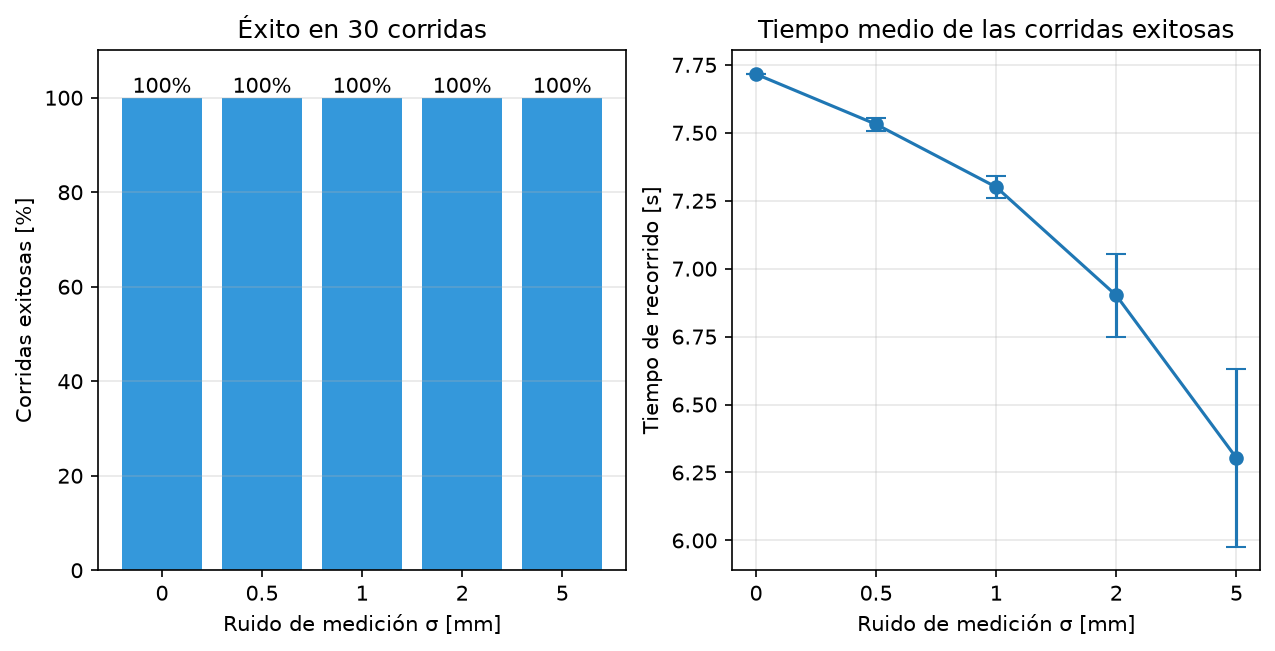 Éxito en 30 corridas
100% 100% 100% 100% 100%
100
80
60
40
20
0
Corridas exitosas [%]
0 0.5 1 2 5
Ruido de medición σ [mm]
Tiempo medio de las corridas exitosas
7.75
7.50
7.25
7.00
6.75
6.50
6.25
6.00
Tiempo de recorrido [s]
0 0.5 1 2 5
Ruido de medición σ [mm]